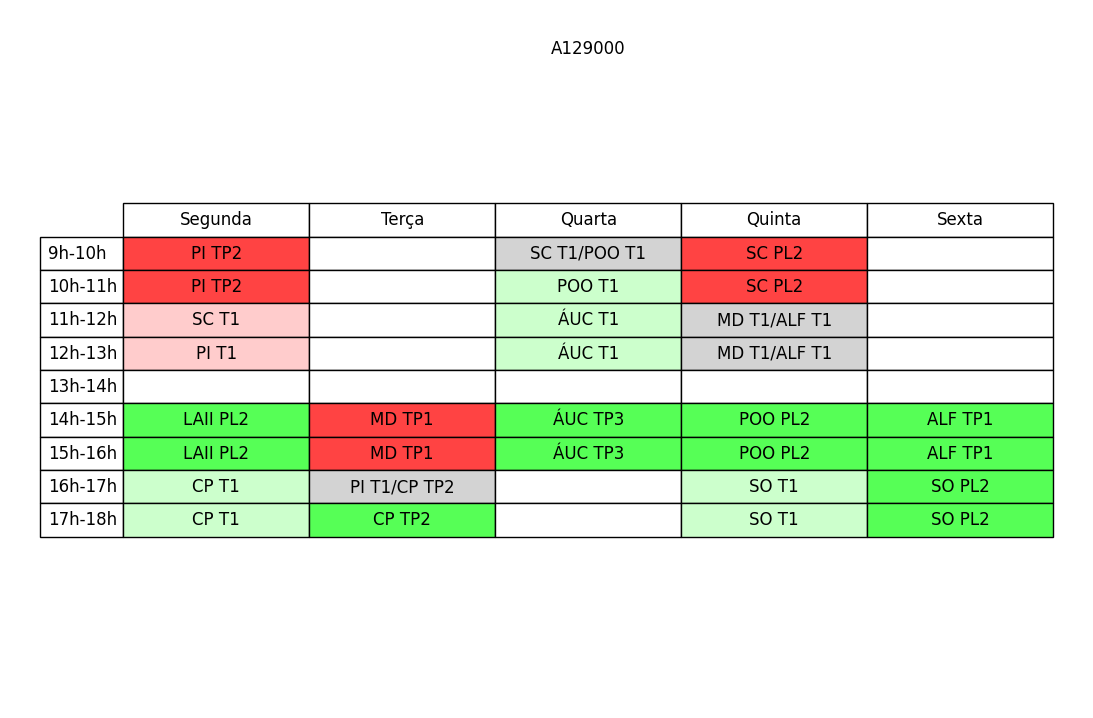 A129000
Segunda Terça Quarta Quinta Sexta
9h-10h PI TP2 SC T1/POO T1 SC PL2
10h-11h PI TP2 POO T1 SC PL2
11h-12h SC T1 ÁUC T1 MD T1/ALF T1
12h-13h PI T1 ÁUC T1 MD T1/ALF T1
13h-14h
14h-15h LAII PL2 MD TP1 ÁUC TP3 POO PL2 ALF TP1
15h-16h LAII PL2 MD TP1 ÁUC TP3 POO PL2 ALF TP1
16h-17h CP T1 PI T1/CP TP2 SO T1 SO PL2
17h-18h CP T1 CP TP2 SO T1 SO PL2